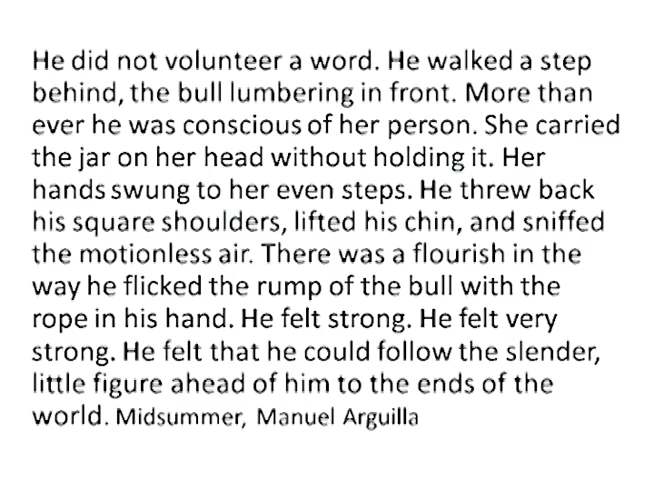 He did not volunteer a word. He walked a step
behind, the bull lumbering in front. More than
ever he was conscious of her person. She carried
the jar on her head without holding it. Her
hands swung to her even steps. He threw back
his square shoulders, lifted his chin, and sniffed
the motionless air. There was a flourish in the
way he flicked the rump of the bull with the
rope in his hand. He felt strong. He felt very
strong. He felt that he could follow the slender,
little figure ahead of him to the ends of the
world. Midsummer, Manuel Arguilla